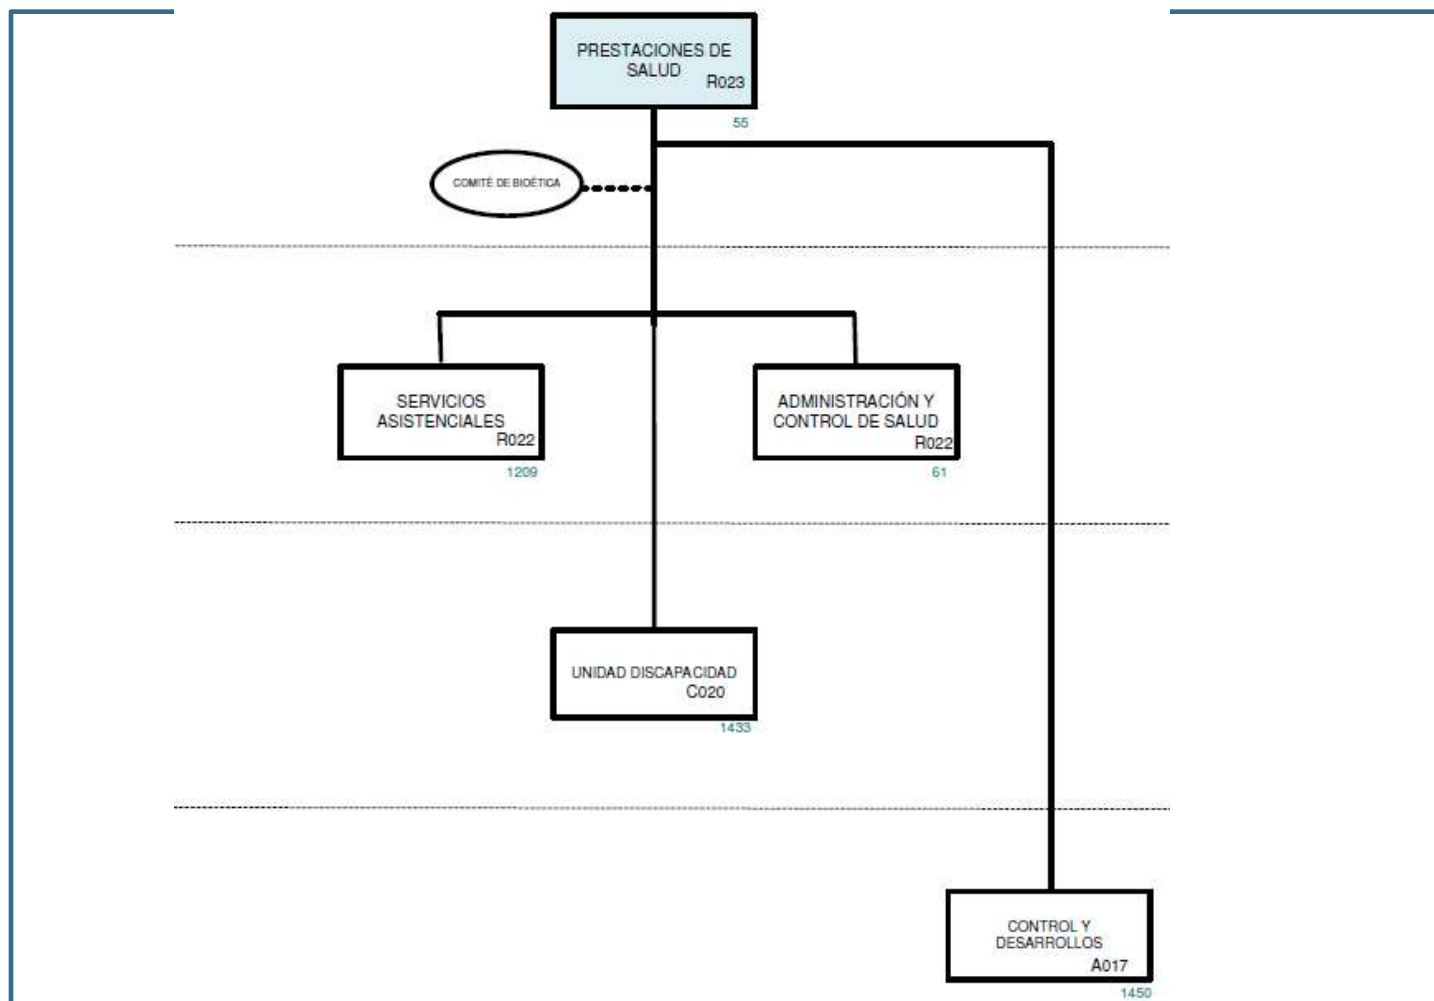 PRESTACIONES DE
SALUD
R023
55
COMITÉ DE BIOÉTICA
SERVICIOS
ASISTENCIALES
R022
1209
ADMINISTRACIÓN Y
CONTROL DE SALUD
R022
61
UNIDAD DISCAPACIDAD
C020
1433
CONTROL Y
DESARROLLOS
A017
1450